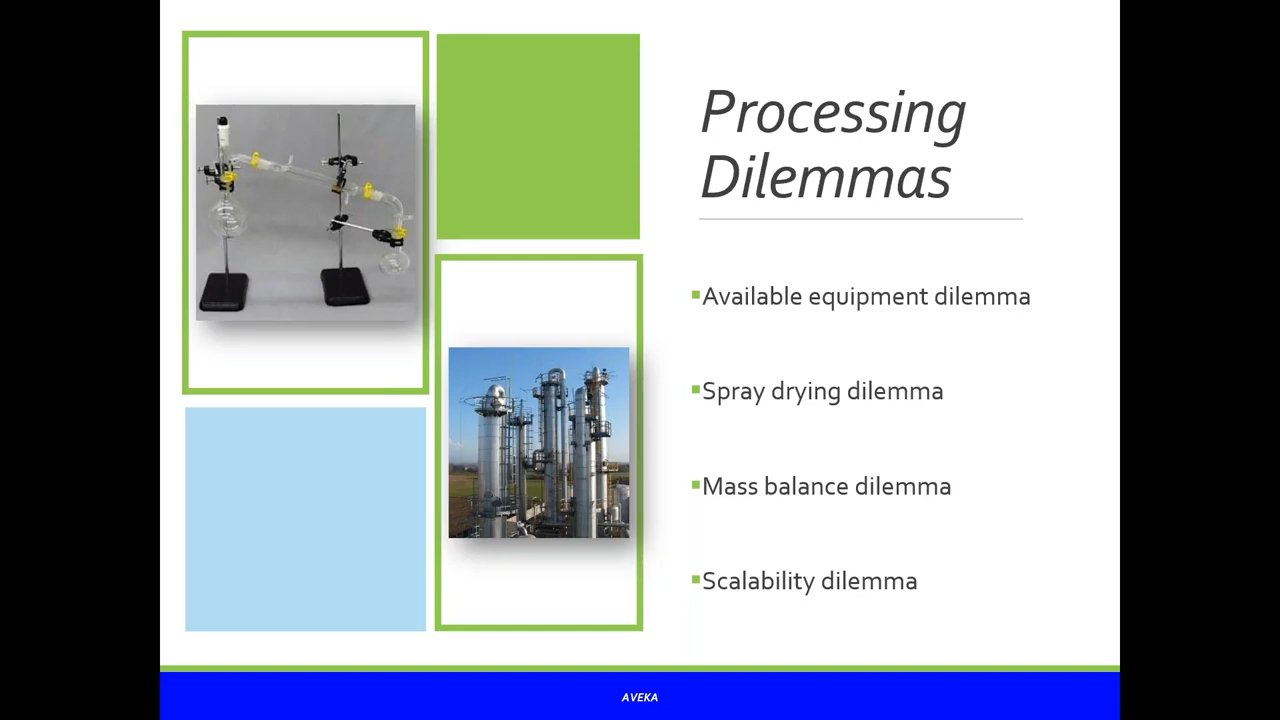 Processing
Dilemmas
▪Available equipment dilemma
▪Spray drying dilemma
▪Mass balance dilemma
▪Scalability dilemma
AVEKA